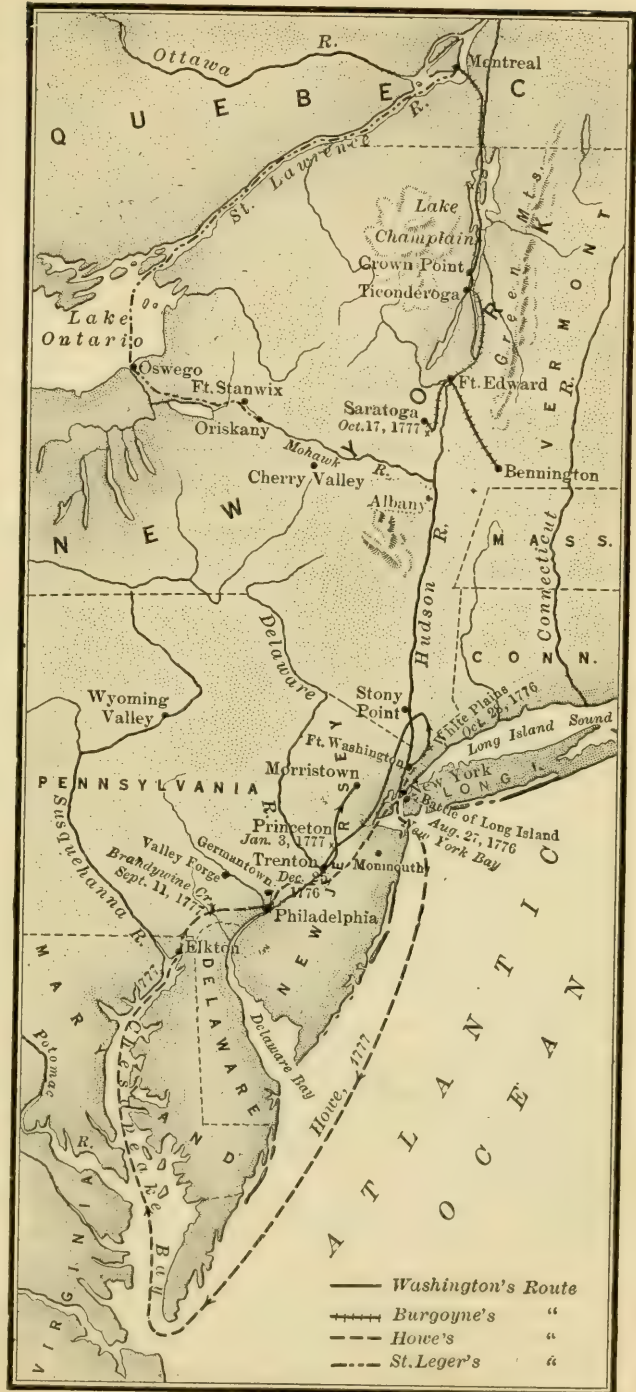 Ottawa R.
Montreal
QUEBEC
St. Lawrence R.
Lake
Champlain
Crown Point
Ticonderoga
Green Mts.
VERMONT
Lake
Ontario
Oswego
Ft. Stanwix
Oriskany
Ft. Edward
Saratoga
Oct. 17, 1777
Mohawk R.
Cherry Valley
Bennington
Albany
NEW YORK
MASS.
Hudson R.
Connecticut R.
CONN.
Delaware R.
Wyoming
Valley
Stony
Point
White Plains
Oct. 28, 1776
Long Island Sound
Ft. Washington
Morristown
New York
LONG I.
Battle of Long Island
Aug. 27, 1776
New York Bay
PENNSYLVANIA
Susquehanna R.
Princeton
Jan. 3, 1777
Trenton
Dec. 26
1776
Monmouth
Valley Forge
Germantown
Brandywine Cr.
Sept. 11, 1777
Philadelphia
NEW JERSEY
Elkton
1777
DELAWARE
Delaware Bay
MARYLAND
Potomac
R.
Chesapeake Bay
VIRGINIA
Howe, 1777
ATLANTIC
OCEAN
Washington's Route
Burgoyne's "
Howe's "
St. Leger's "